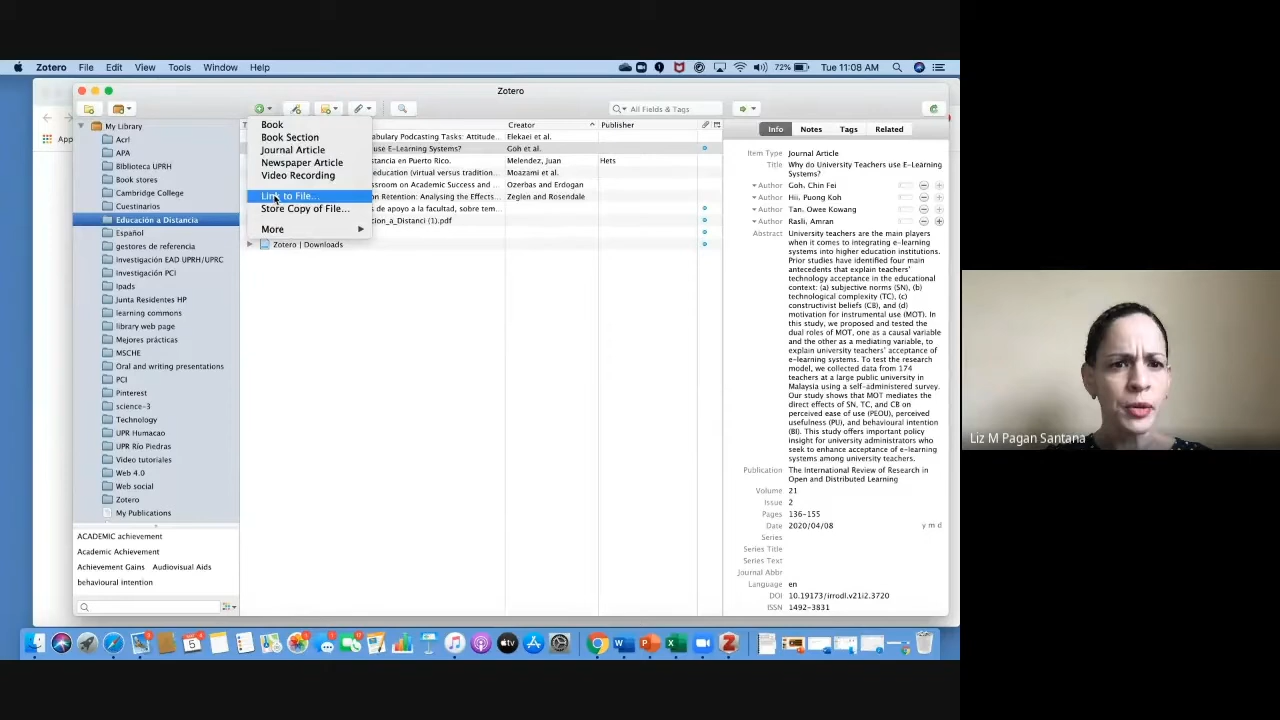 Zotero File Edit View Tools Window Help
72% Tue 11:08 AM
Zotero
All Fields & Tags
App
My Library
Acrl
APA
Biblioteca UPRH
Book stores
Cambridge College
Cuestinarios
Educación a Distancia
Español
gestores de referencia
Investigación EAD UPRH/UPRC
Investigación PCI
Ipads
Junta Residentes HP
learning commons
library web page
Mejores prácticas
MSCHE
Oral and writing presentations
PCI
Pinterest
science-3
Technology
UPR Humacao
UPR Río Piedras
Video tutoriales
Web 4.0
Web social
Zotero
My Publications
ACADEMIC achievement
Academic Achievement
Achievement Gains Audiovisual Aids
behavioural intention
Book
Book Section
Journal Article
Newspaper Article
Video Recording
Link to File...
Store Copy of File...
More
T Creator Publisher
abulary Podcasting Tasks: Attitude... Elekaei et al.
use E-Learning Systems? Goh et al.
stancia en Puerto Rico. Melendez, Juan Hets
education (virtual versus tradition... Moazami et al.
ssroom on Academic Success and ... Ozerbas and Erdogan
on Retention: Analysing the Effects... Zeglen and Rosendale
s de apoyo a la facultad, sobre tem...
tion_a_Distanci (1).pdf
Zotero | Downloads
Info Notes Tags Related
Item Type Journal Article
Title Why do University Teachers use E-Learning
Systems?
Author Goh, Chin Fei
Author Hii, Puong Koh
Author Tan, Owee Kowang
Author Rasli, Amran
Abstract University teachers are the main players
when it comes to integrating e-learning
systems into higher education institutions.
Prior studies have identified four main
antecedents that explain teachers'
technology acceptance in the educational
context: (a) subjective norms (SN), (b)
technological complexity (TC), (c)
constructivist beliefs (CB), and (d)
motivation for instrumental use (MOT). In
this study, we proposed and tested the
dual roles of MOT, one as a causal variable
and the other as a mediating variable, to
explain university teachers' acceptance of
e-learning systems. To test the research
model, we collected data from 174
teachers at a large public university in
Malaysia using a self-administered survey.
Our study shows that MOT mediates the
direct effects of SN, TC, and CB on
perceived ease of use (PEOU), perceived
usefulness (PU), and behavioural intention
(BI). This study offers important policy
insight for university administrators who
seek to enhance acceptance of e-learning
systems among university teachers.
Publication The International Review of Research in
Open and Distributed Learning
Volume 21
Issue 2
Pages 136-155
Date 2020/04/08 y m d
Series
Series Title
Series Text
Journal Abbr
Language en
DOI 10.19173/irrodl.v21i2.3720
ISSN 1492-3831
Liz M Pagan Santana